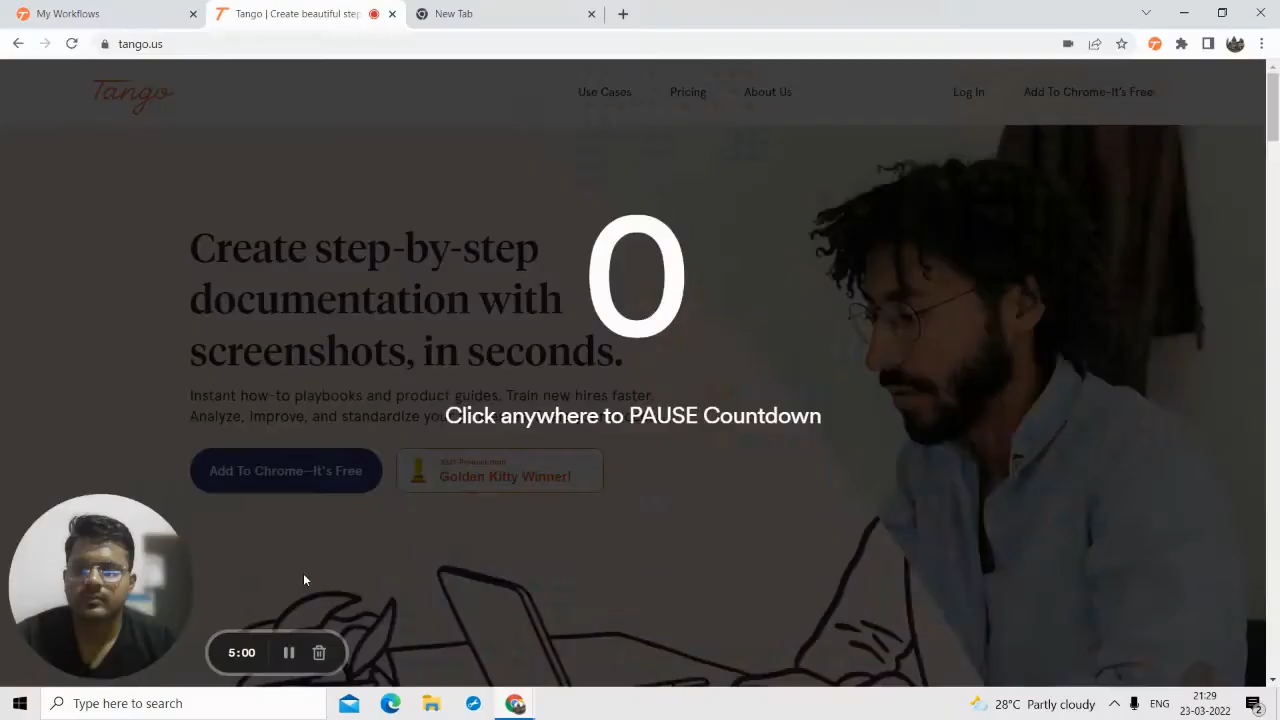 My Workflows
Tango | Create beautiful step
New Tab
tango.us
Tango
Use Cases
Pricing
About Us
Log In
Add To Chrome–It's Free
Create step-by-step
documentation with
screenshots, in seconds.
0
Instant how-to playbooks and product guides. Train new hires faster.
Analyze, improve, and standardize
Click anywhere to PAUSE Countdown
Add To Chrome—It's Free
Golden Kitty Winner!
5:00
Type here to search
28°C Partly cloudy
ENG
21:29
23-03-2022
2